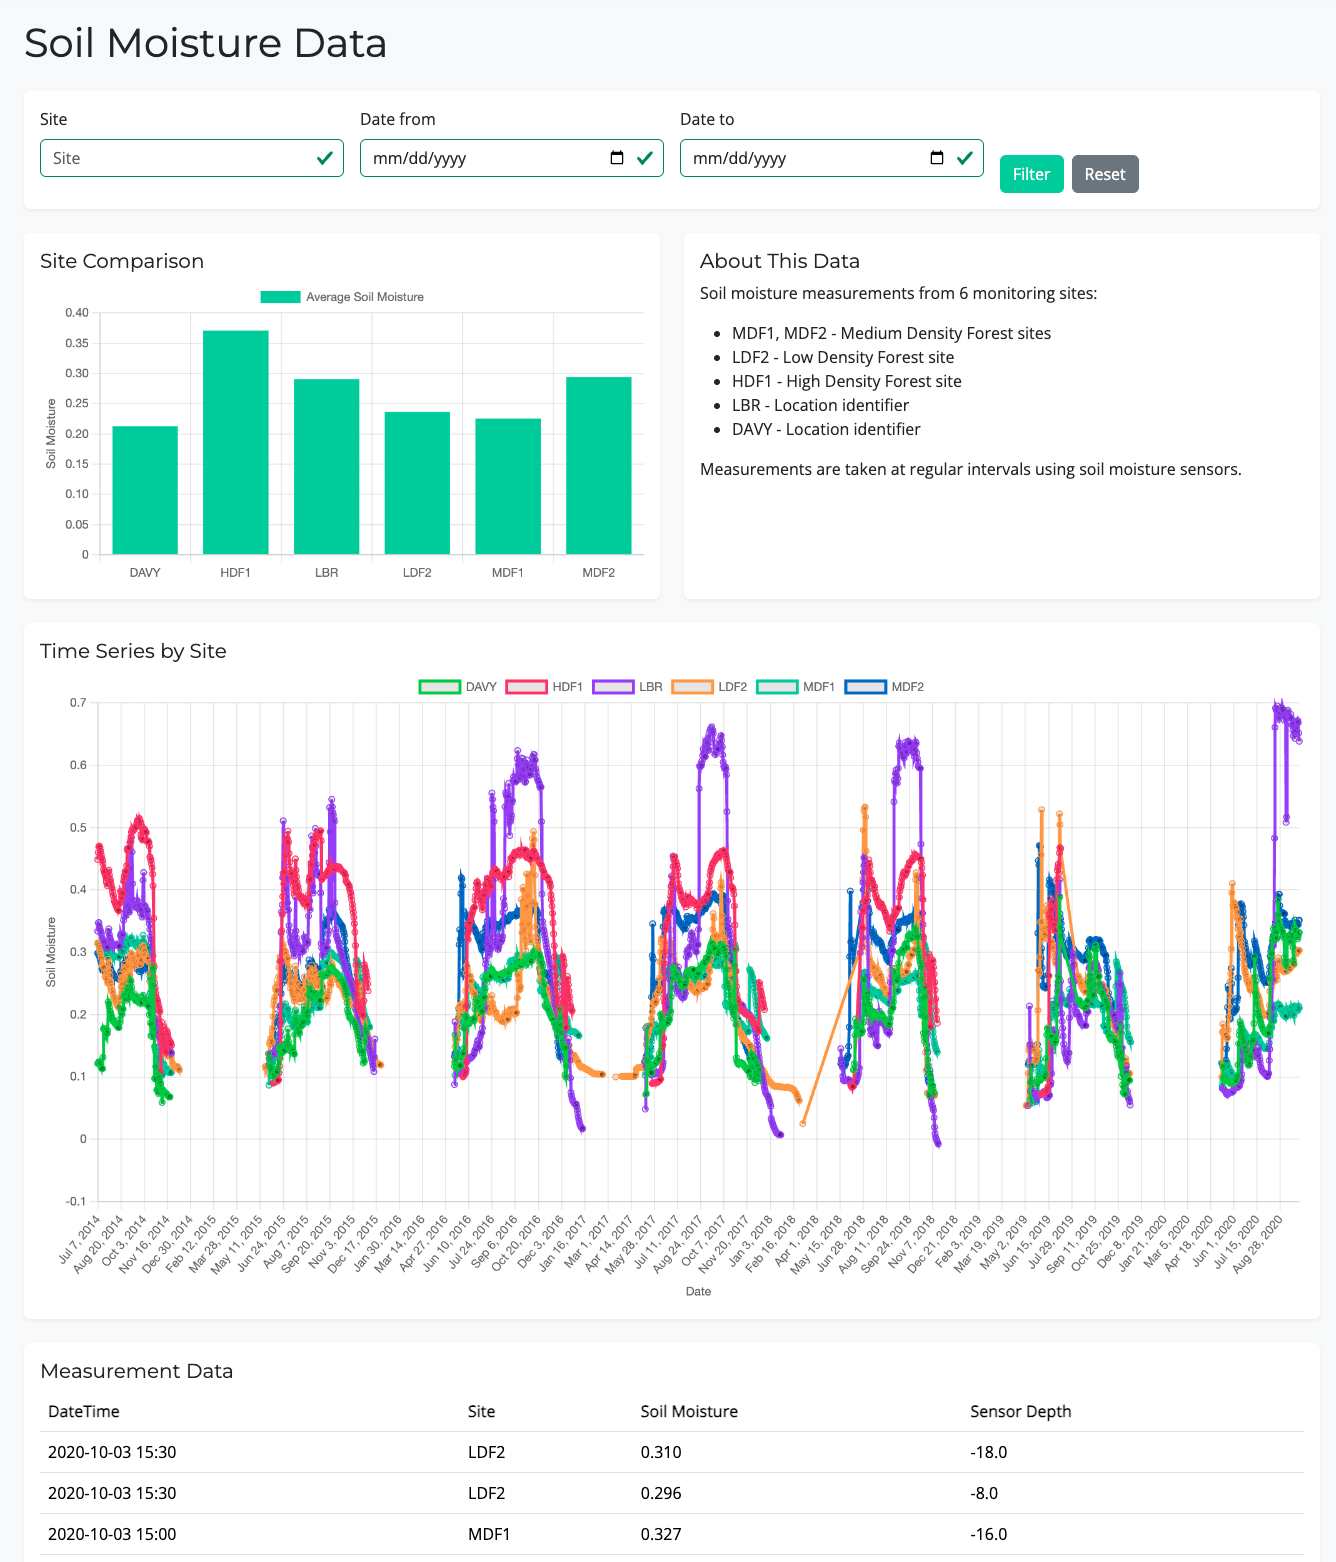 Soil Moisture Data
Site Date from Date to
Site mm/dd/yyyy mm/dd/yyyy Filter Reset
Site Comparison
Average Soil Moisture
0.40
0.35
0.30
0.25
0.20
0.15
0.10
0.05
0
Soil Moisture
DAVY HDF1 LBR LDF2 MDF1 MDF2
About This Data
Soil moisture measurements from 6 monitoring sites:
• MDF1, MDF2 - Medium Density Forest sites
• LDF2 - Low Density Forest site
• HDF1 - High Density Forest site
• LBR - Location identifier
• DAVY - Location identifier
Measurements are taken at regular intervals using soil moisture sensors.
Time Series by Site
DAVY HDF1 LBR LDF2 MDF1 MDF2
0.7
0.6
0.5
0.4
0.3
0.2
0.1
0
-0.1
Soil Moisture
Jul 7, 2014
Aug 20, 2014
Oct 3, 2014
Nov 16, 2014
Dec 30, 2014
Feb 12, 2015
Mar 28, 2015
May 11, 2015
Jun 24, 2015
Aug 7, 2015
Sep 20, 2015
Nov 3, 2015
Dec 17, 2015
Jan 30, 2016
Mar 14, 2016
Apr 27, 2016
Jun 10, 2016
Jul 24, 2016
Sep 6, 2016
Oct 20, 2016
Dec 3, 2016
Jan 16, 2017
Mar 1, 2017
Apr 14, 2017
May 28, 2017
Jul 11, 2017
Aug 24, 2017
Oct 7, 2017
Nov 20, 2017
Jan 3, 2018
Feb 16, 2018
Apr 1, 2018
May 15, 2018
Jun 28, 2018
Aug 11, 2018
Sep 24, 2018
Nov 7, 2018
Dec 21, 2018
Feb 3, 2019
Mar 19, 2019
May 2, 2019
Jun 15, 2019
Jul 29, 2019
Sep 11, 2019
Oct 25, 2019
Dec 8, 2019
Jan 21, 2020
Mar 5, 2020
Apr 18, 2020
Jun 1, 2020
Jul 15, 2020
Aug 28, 2020
Date
Measurement Data
DateTime Site Soil Moisture Sensor Depth
2020-10-03 15:30 LDF2 0.310 -18.0
2020-10-03 15:30 LDF2 0.296 -8.0
2020-10-03 15:00 MDF1 0.327 -16.0